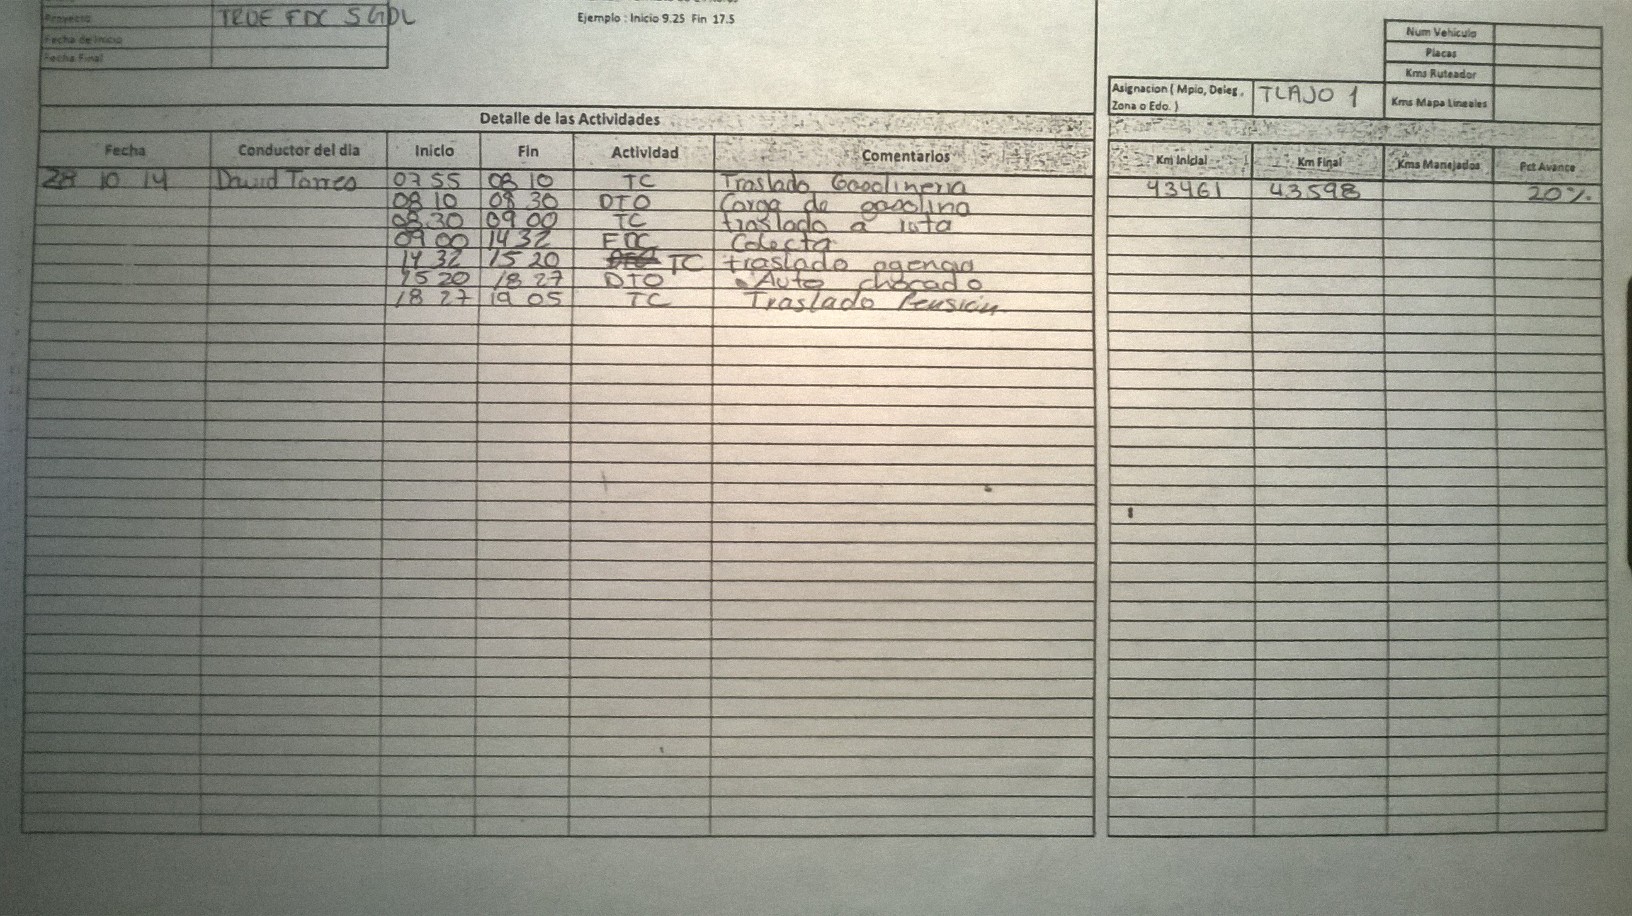 Proyecto TRUE FDC SGDL
Fecha de Inicio
Fecha Final
Ejemplo : Inicio 9.25 Fin 17.5
Num Vehiculo
Placas
Kms Ruteador
Kms Mapa Lineales
Asignacion ( Mpio, Deleg, Zona o Edo. ) TLAJO 1
Detalle de las Actividades
Fecha Conductor del dia Inicio Fin Actividad Comentarios Km Inicial Km Final Kms Manejados Pct Avance
28 10 14 David Torres 07 55 08 10 TC Traslado Gasolineria 43461 43598 20%
08 10 08 30 DTO Carga de gasolina
08 30 09 00 TC traslado a ruta
09 00 14 32 FDC Colecta
14 32 15 20 TC traslado agencia
15 20 18 27 DTO Auto chocado
18 27 19 05 TC Traslado Pension